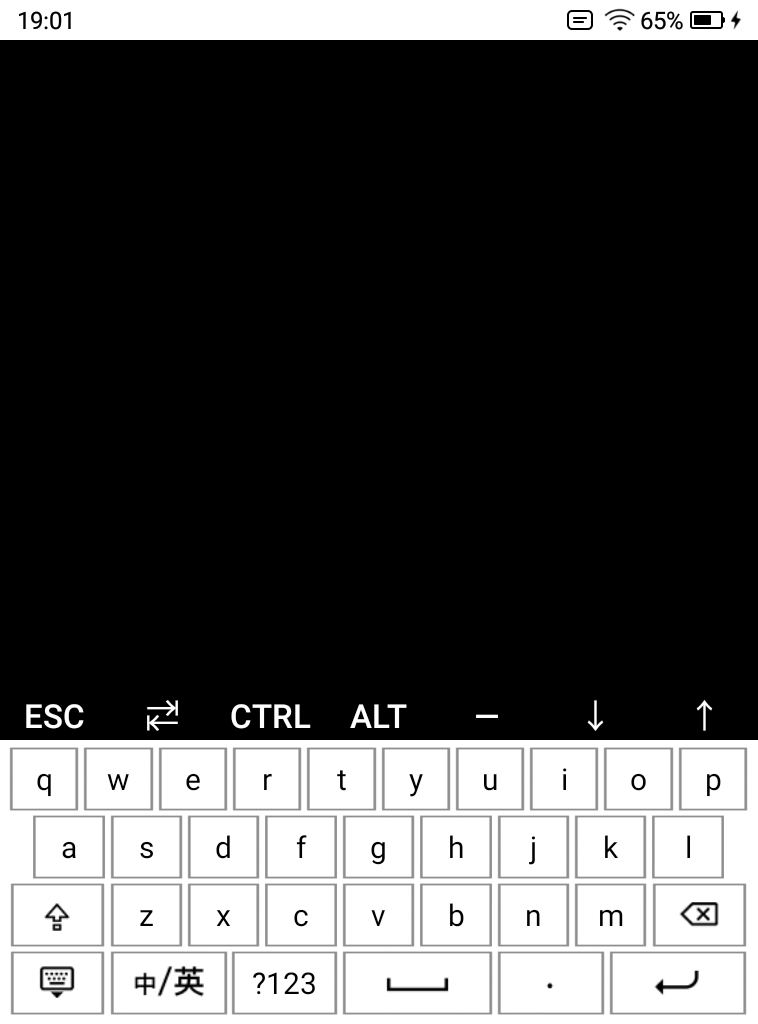 19:01 65%
ESC CTRL ALT –
q w e r t y u i o p
a s d f g h j k l
z x c v b n m
中/英 ?123 .